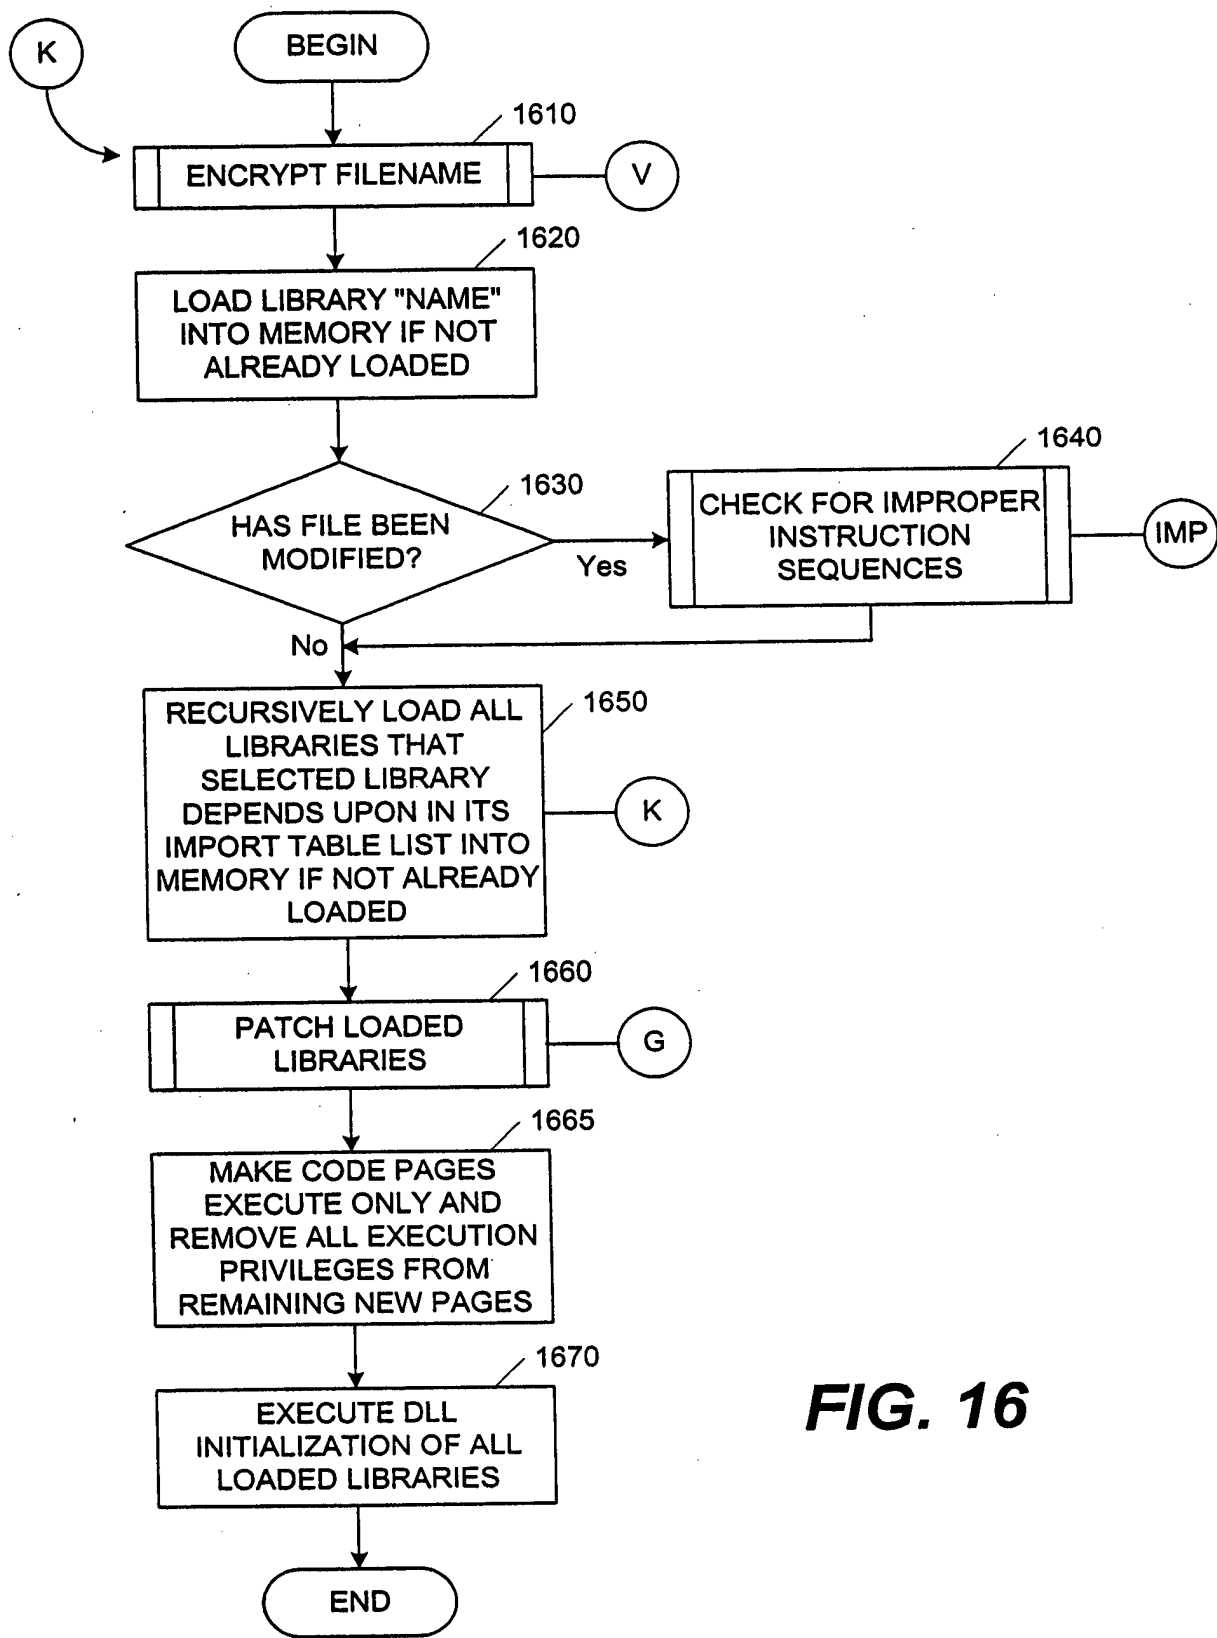 K
BEGIN
1610
ENCRYPT FILENAME
V
1620
LOAD LIBRARY "NAME"
INTO MEMORY IF NOT
ALREADY LOADED
1630
HAS FILE BEEN
MODIFIED?
Yes
No
1640
CHECK FOR IMPROPER
INSTRUCTION
SEQUENCES
IMP
1650
RECURSIVELY LOAD ALL
LIBRARIES THAT
SELECTED LIBRARY
DEPENDS UPON IN ITS
IMPORT TABLE LIST INTO
MEMORY IF NOT ALREADY
LOADED
K
1660
PATCH LOADED
LIBRARIES
G
1665
MAKE CODE PAGES
EXECUTE ONLY AND
REMOVE ALL EXECUTION
PRIVILEGES FROM
REMAINING NEW PAGES
1670
EXECUTE DLL
INITIALIZATION OF ALL
LOADED LIBRARIES
END
FIG. 16